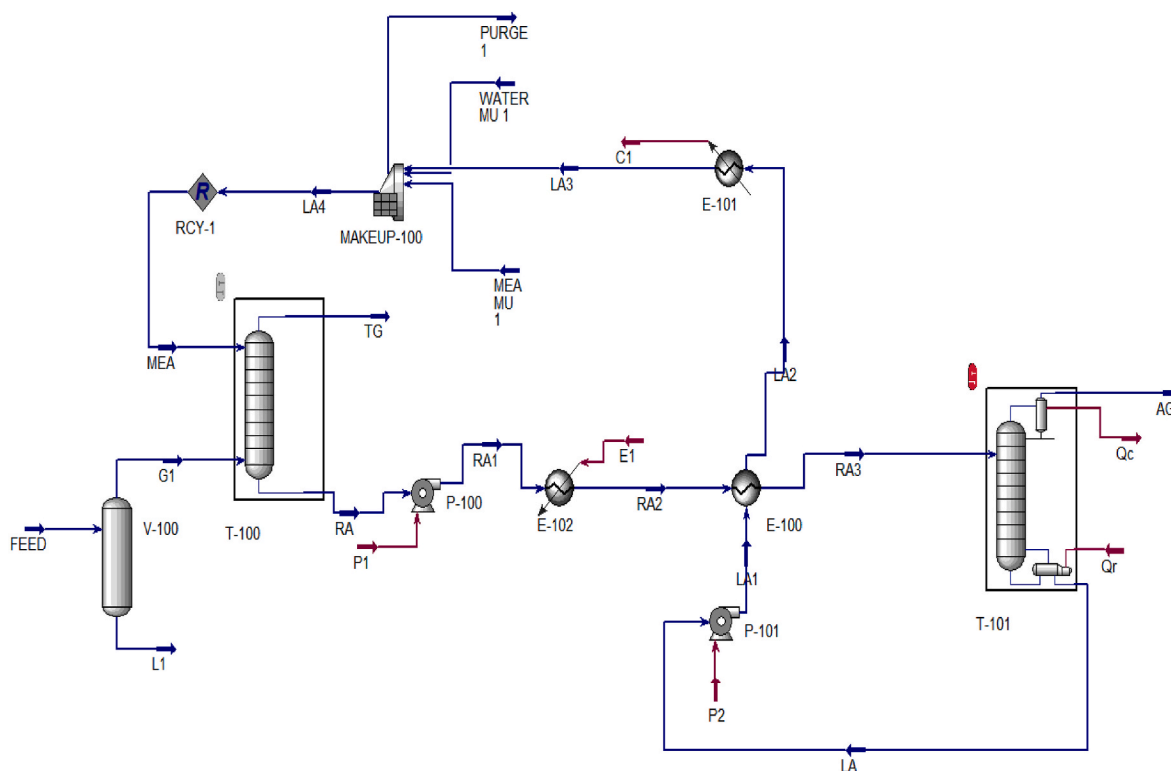 PURGE
1
WATER
MU 1
C1
LA3
E-101
R
LA4
RCY-1
MAKEUP-100
MEA
MU
1
TG
MEA
LA2
AG
RA1
E1
RA3
Qc
G1
P-100
V-100
T-100
RA
E-102
RA2
E-100
FEED
P1
LA1
Qr
P-101
T-101
L1
P2
LA